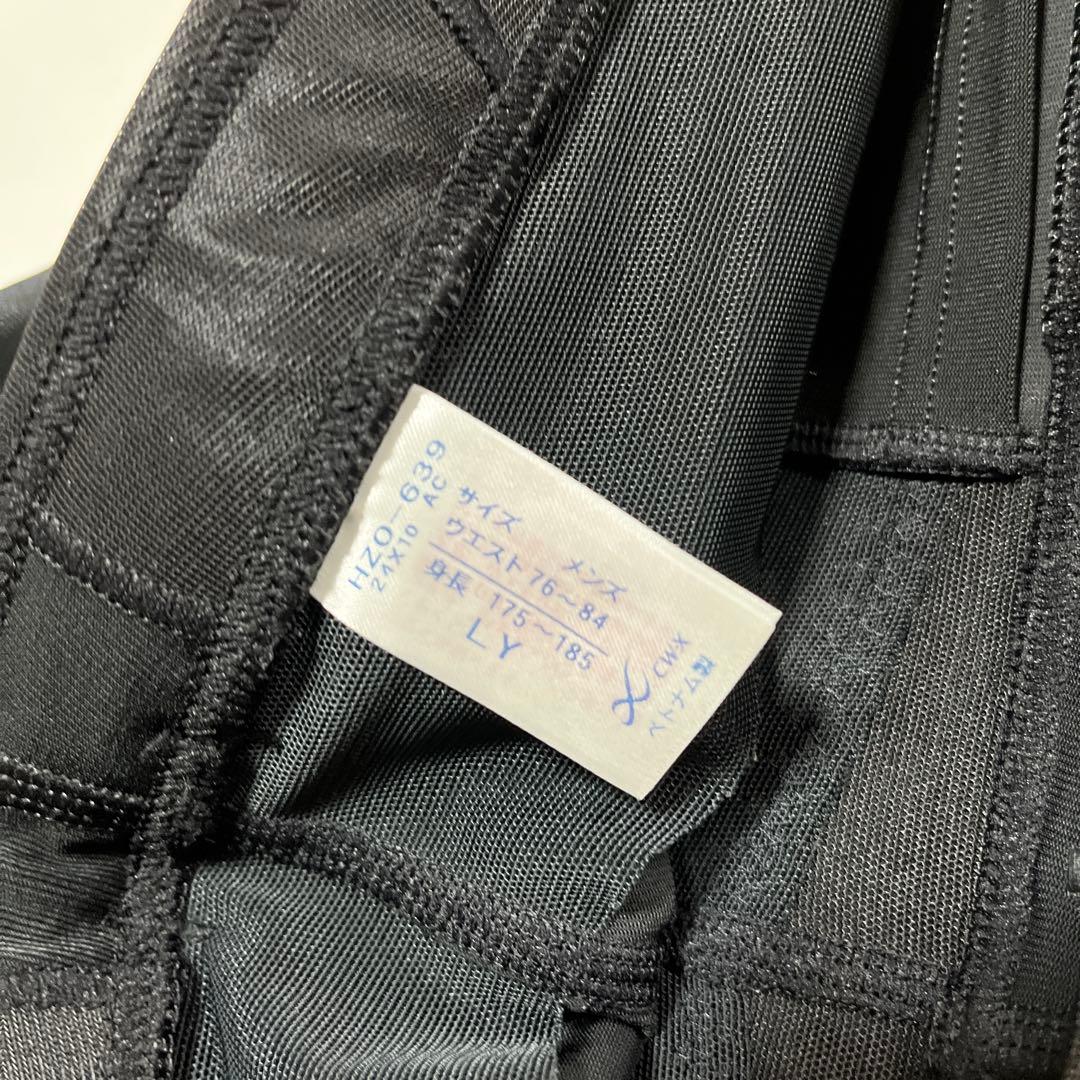 HZO-639
21X10 AC
サイズ メンズ
ウエスト 76～84
身長 175～185
LY
CW-X
ベトナム製